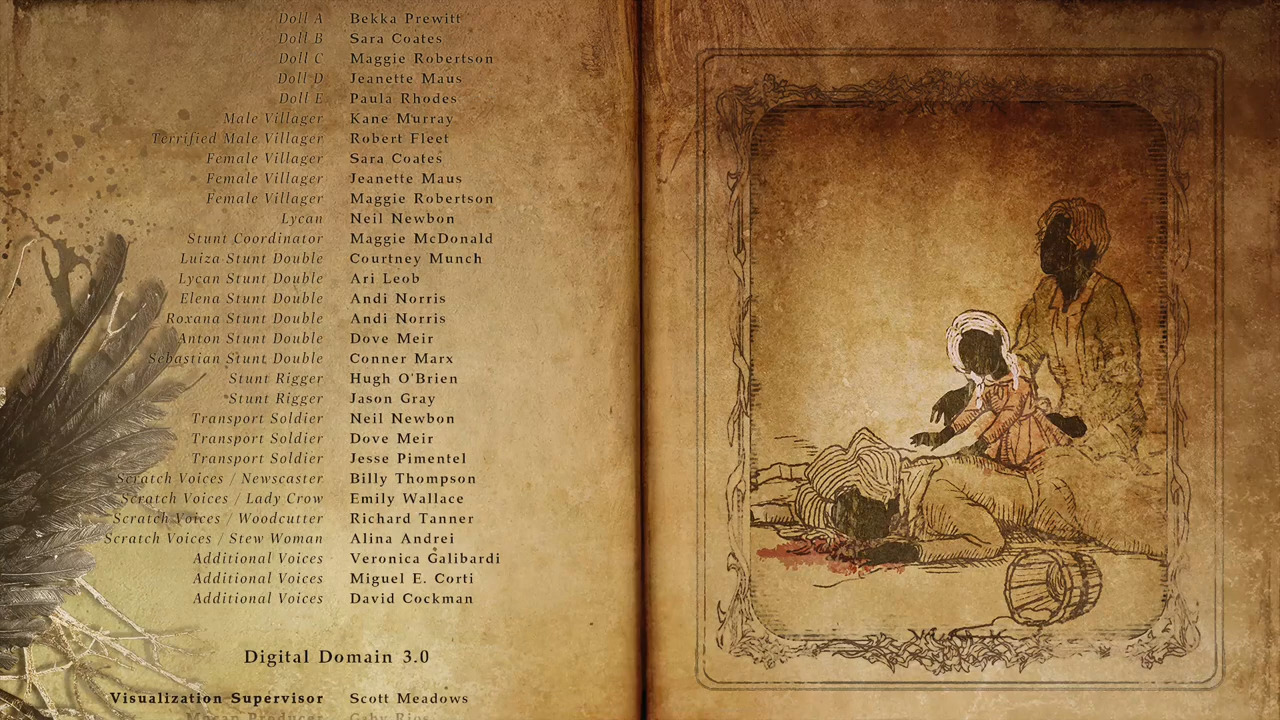 Doll A Bekka Prewitt
Doll B Sara Coates
Doll C Maggie Robertson
Doll D Jeanette Maus
Doll E Paula Rhodes
Male Villager Kane Murray
Terrified Male Villager Robert Fleet
Female Villager Sara Coates
Female Villager Jeanette Maus
Female Villager Maggie Robertson
Lycan Neil Newbon
Stunt Coordinator Maggie McDonald
Luiza Stunt Double Courtney Munch
Lycan Stunt Double Ari Leob
Elena Stunt Double Andi Norris
Roxana Stunt Double Andi Norris
Anton Stunt Double Dove Meir
Sebastian Stunt Double Conner Marx
Stunt Rigger Hugh O'Brien
Stunt Rigger Jason Gray
Transport Soldier Neil Newbon
Transport Soldier Dove Meir
Transport Soldier Jesse Pimentel
Scratch Voices / Newscaster Billy Thompson
Scratch Voices / Lady Crow Emily Wallace
Scratch Voices / Woodcutter Richard Tanner
Scratch Voices / Stew Woman Alina Andrei
Additional Voices Veronica Galibardi
Additional Voices Miguel E. Corti
Additional Voices David Cockman
Digital Domain 3.0
Visualization Supervisor Scott Meadows
Mocap Producer Gaby Rios